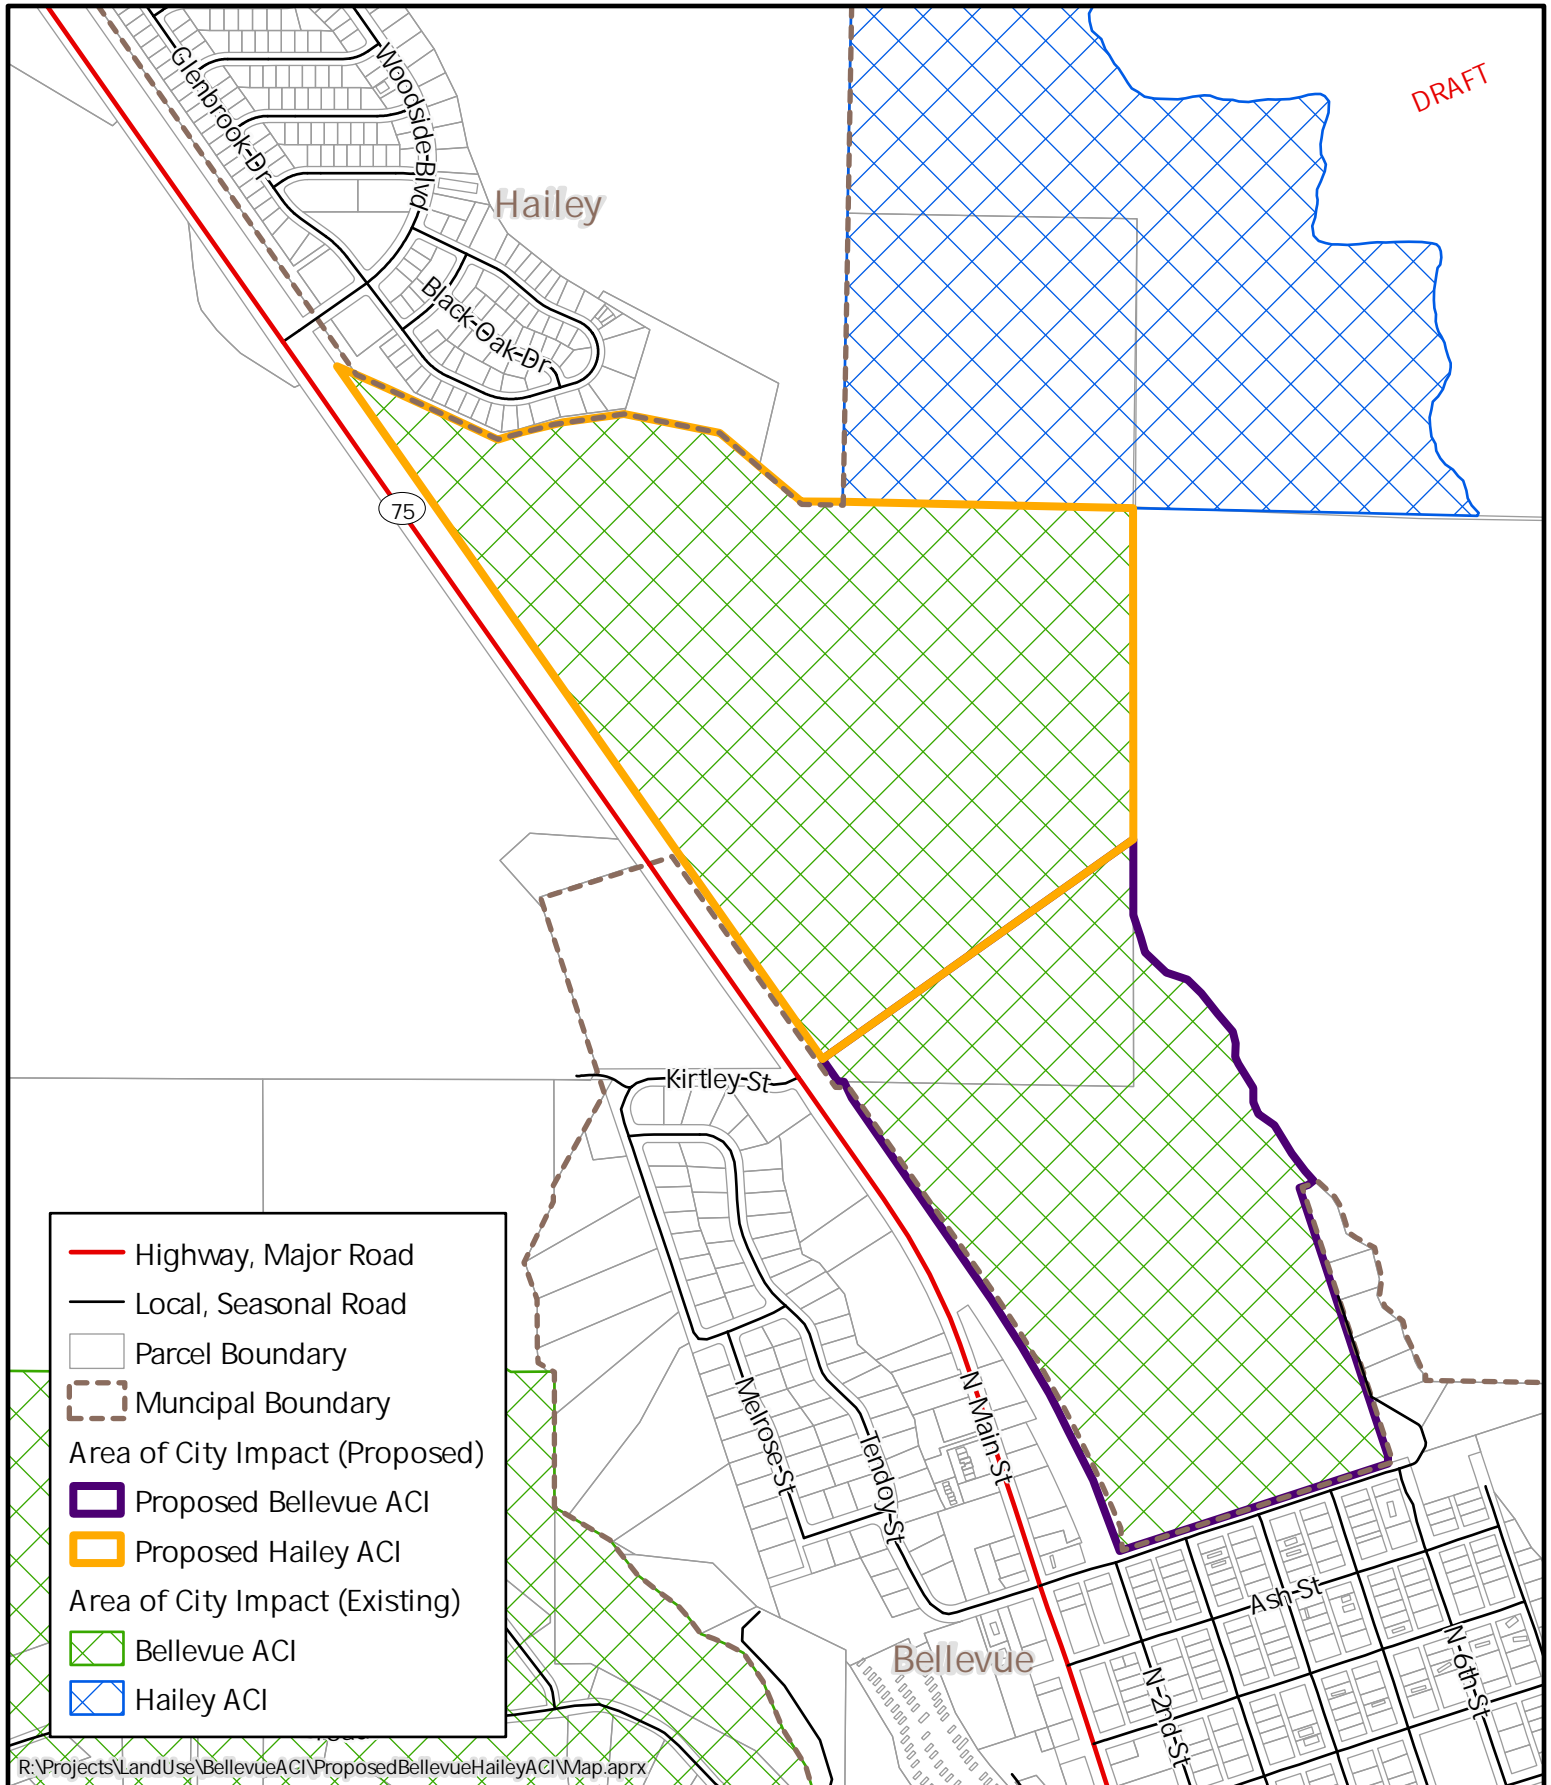 DRAFT
Glenbrook-Dr
Woodside-Blvd
Hailey
Black-Oak-Dr
75
Kirtley-St
Melrose-St
Tendoy-St
N-Main-St
Ash-St
Bellevue
N-2nd-St
N-6th-St
Highway, Major Road
Local, Seasonal Road
Parcel Boundary
Muncipal Boundary
Area of City Impact (Proposed)
Proposed Bellevue ACI
Proposed Hailey ACI
Area of City Impact (Existing)
Bellevue ACI
Hailey ACI
R:\Projects\LandUse\BellevueACI\ProposedBellevueHaileyACI\Map.aprx